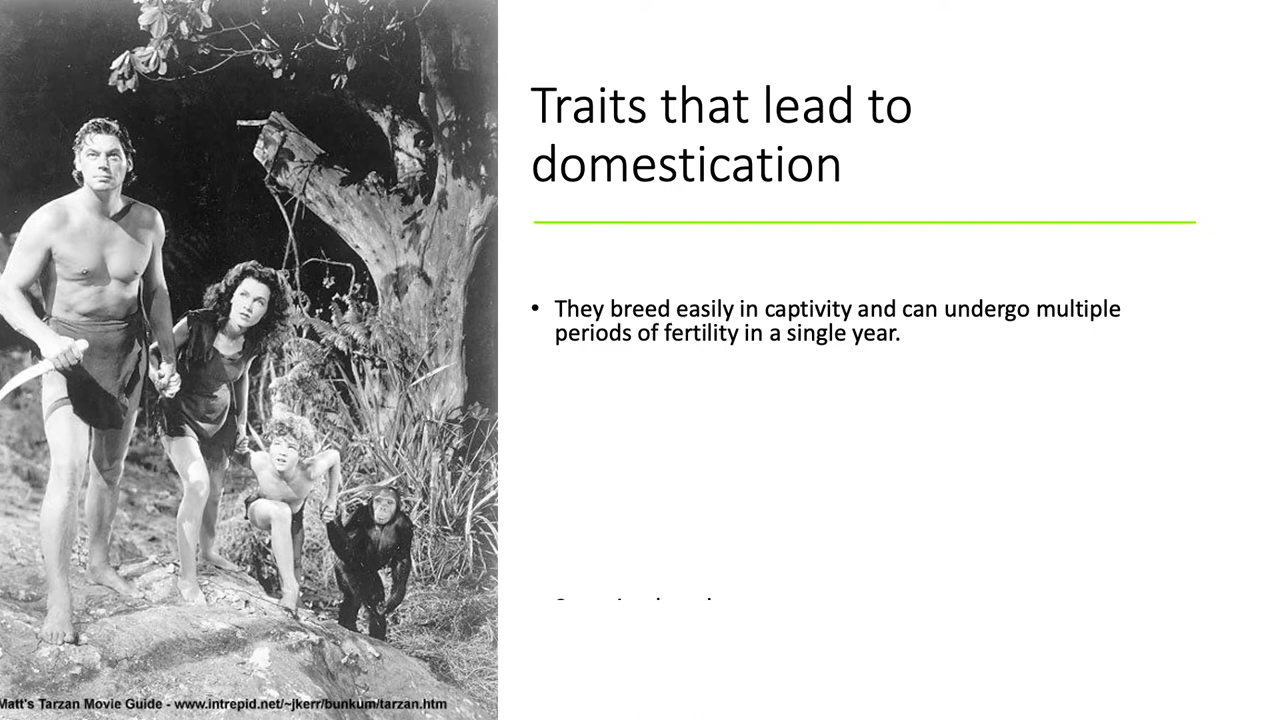 Traits that lead to
domestication
• They breed easily in captivity and can undergo multiple
periods of fertility in a single year.
Matt's Tarzan Movie Guide - www.intrepid.net/~jkerr/bunkum/tarzan.htm